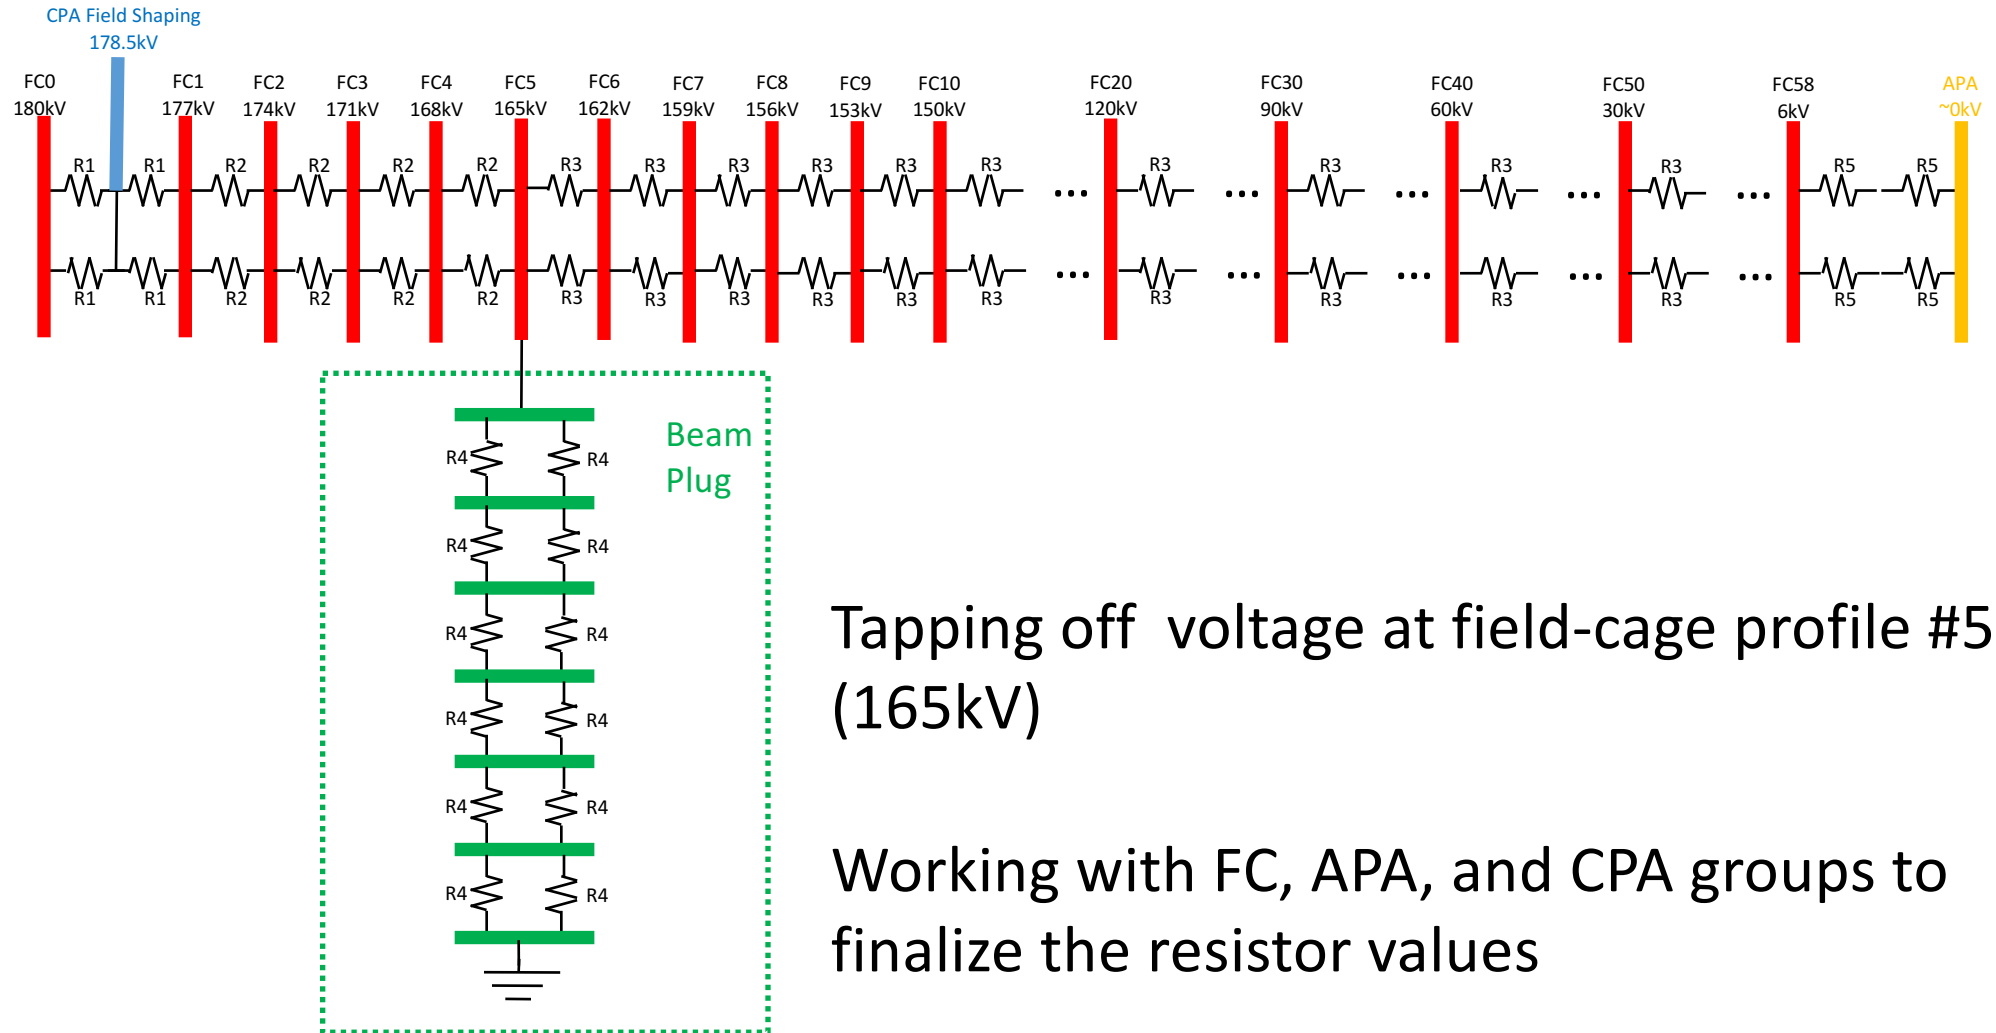 CPA Field Shaping
178.5kV
FC0 FC1 FC2 FC3 FC4 FC5 FC6 FC7 FC8 FC9 FC10 FC20 FC30 FC40 FC50 FC58 APA
180kV 177kV 174kV 171kV 168kV 165kV 162kV 159kV 156kV 153kV 150kV 120kV 90kV 60kV 30kV 6kV ~0kV
R1 R1 R2 R2 R2 R2 R3 R3 R3 R3 R3 R3 R3 R3 R3 R3 R5 R5
... ... ... ... ...
... ... ... ... ...
R1 R1 R2 R2 R2 R2 R3 R3 R3 R3 R3 R3 R3 R3 R3 R3 R5 R5
Beam
Plug
R4 R4
R4 R4
R4 R4
R4 R4
R4 R4
R4 R4
Tapping off voltage at field-cage profile #5
(165kV)
Working with FC, APA, and CPA groups to
finalize the resistor values